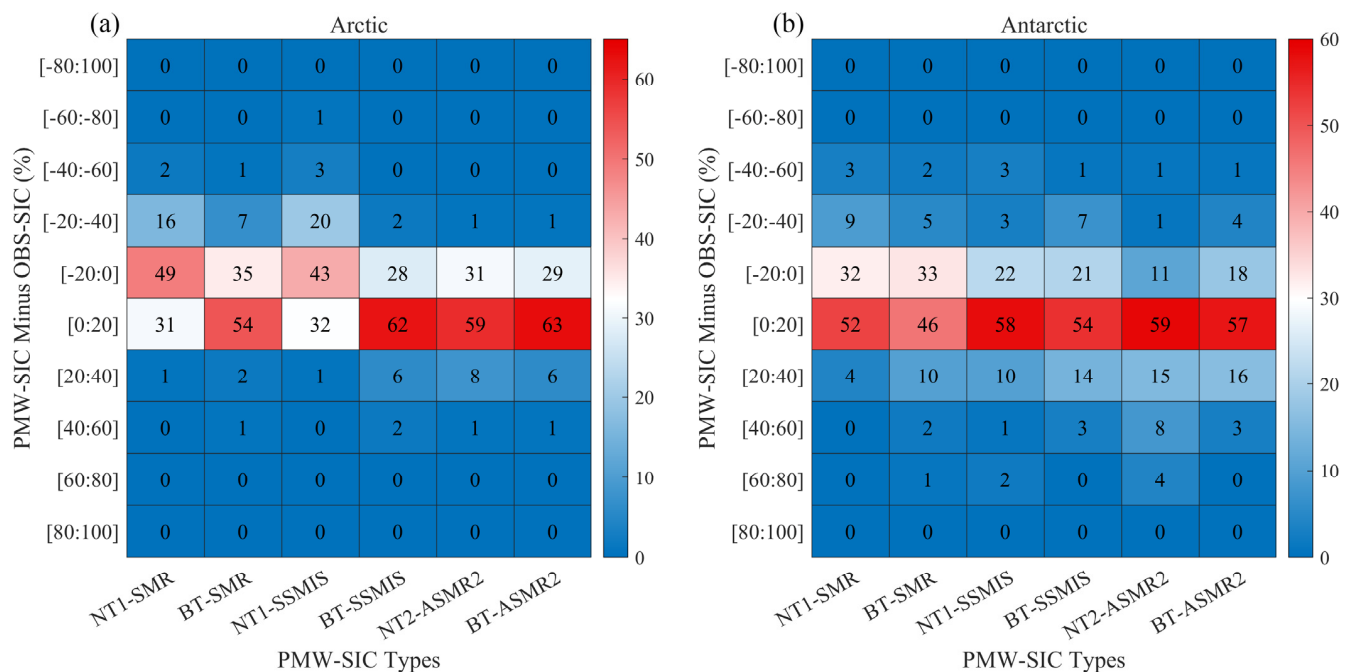 (a) Arctic
PMW-SIC Minus OBS-SIC (%)
[-80:100] 0 0 0 0 0 0
[-60:-80] 0 0 1 0 0 0
[-40:-60] 2 1 3 0 0 0
[-20:-40] 16 7 20 2 1 1
[-20:0] 49 35 43 28 31 29
[0:20] 31 54 32 62 59 63
[20:40] 1 2 1 6 8 6
[40:60] 0 1 0 2 1 1
[60:80] 0 0 0 0 0 0
[80:100] 0 0 0 0 0 0
NT1-SMR BT-SMR NT1-SSMIS BT-SSMIS NT2-ASMR2 BT-ASMR2
PMW-SIC Types
60
50
40
30
20
10
0
(b) Antarctic
PMW-SIC Minus OBS-SIC (%)
[-80:100] 0 0 0 0 0 0
[-60:-80] 0 0 0 0 0 0
[-40:-60] 3 2 3 1 1 1
[-20:-40] 9 5 3 7 1 4
[-20:0] 32 33 22 21 11 18
[0:20] 52 46 58 54 59 57
[20:40] 4 10 10 14 15 16
[40:60] 0 2 1 3 8 3
[60:80] 0 1 2 0 4 0
[80:100] 0 0 0 0 0 0
NT1-SMR BT-SMR NT1-SSMIS BT-SSMIS NT2-ASMR2 BT-ASMR2
PMW-SIC Types
60
50
40
30
20
10
0